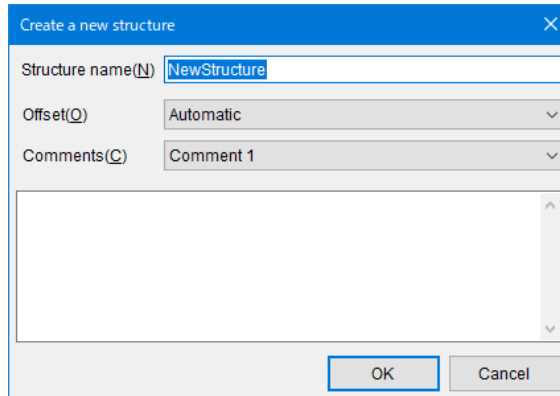 Create a new structure
Structure name(N) NewStructure
Offset(O) Automatic
Comments(C) Comment 1
OK Cancel